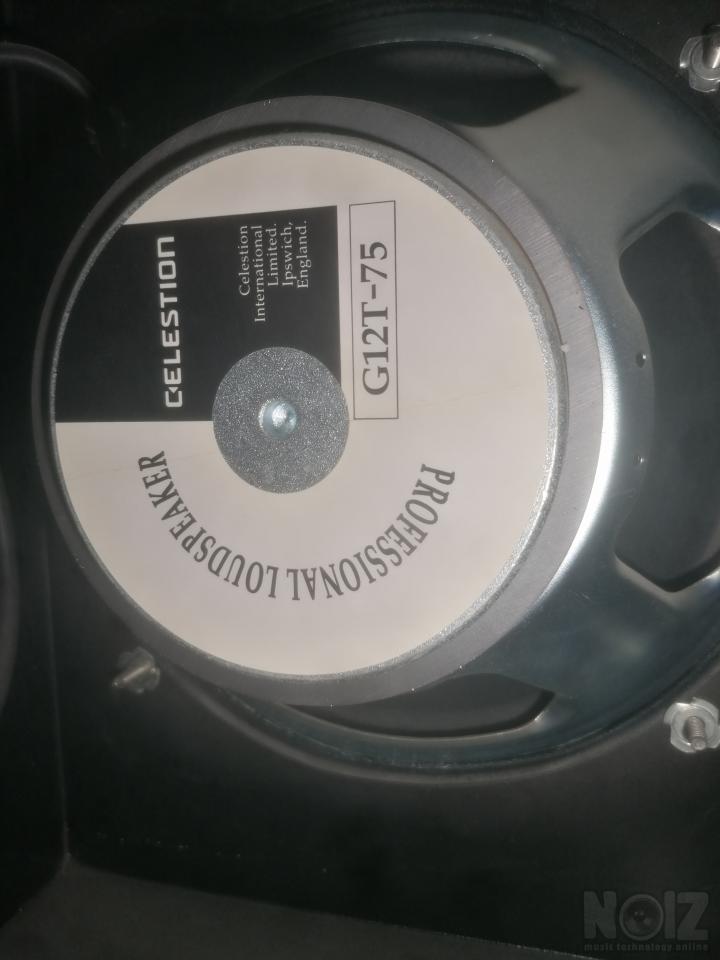 CELESTION
Celestion
International
Limited.
Ipswich,
England.
G12T-75
PROFESSIONAL LOUDSPEAKER
NOIZ
music technology online